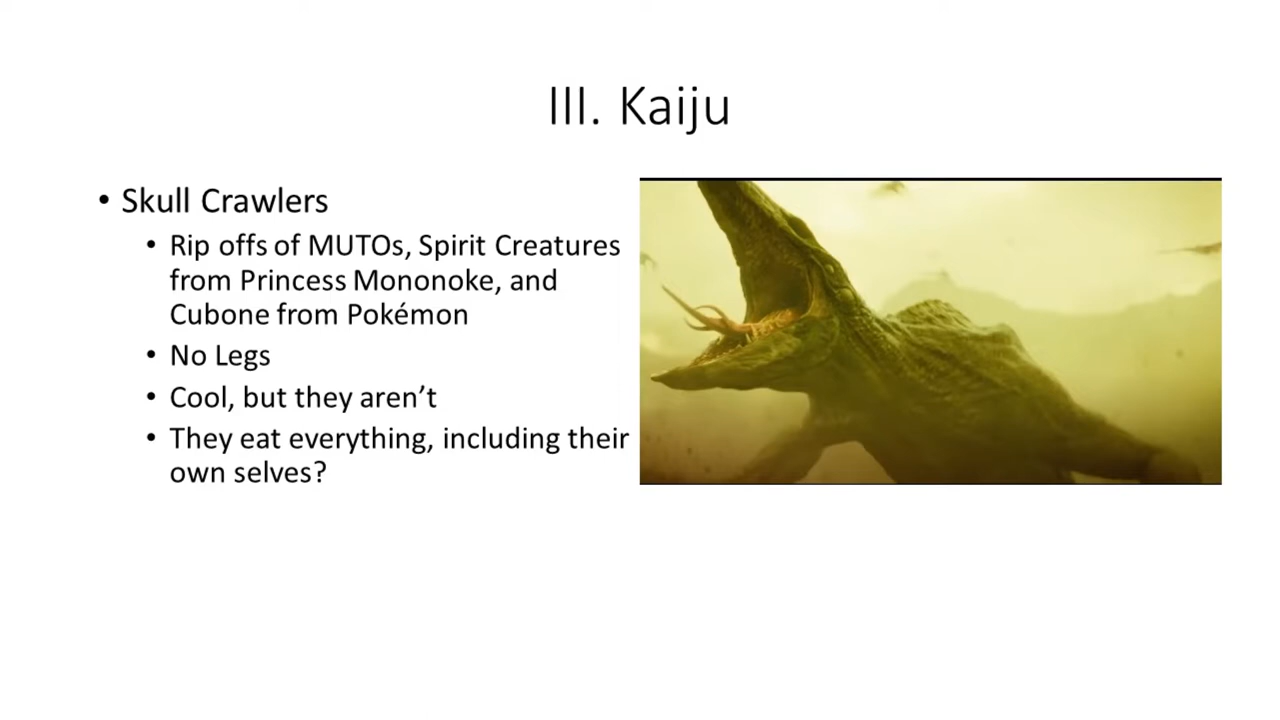 III. Kaiju
• Skull Crawlers
• Rip offs of MUTOs, Spirit Creatures
from Princess Mononoke, and
Cubone from Pokémon
• No Legs
• Cool, but they aren’t
• They eat everything, including their
own selves?